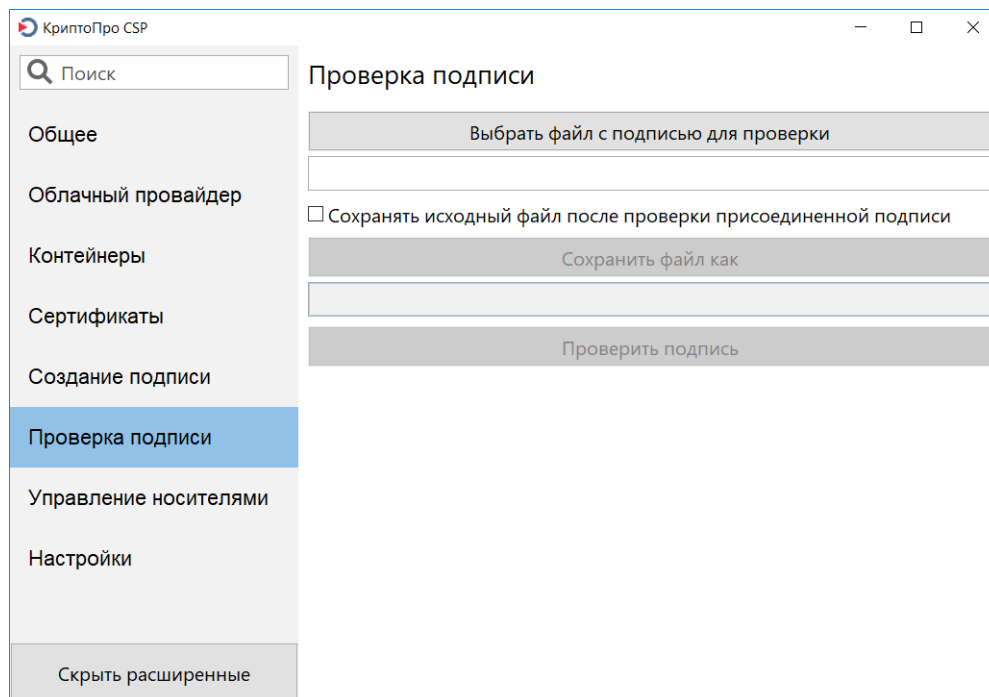 КриптоПро CSP
Поиск
Общее
Облачный провайдер
Контейнеры
Сертификаты
Создание подписи
Проверка подписи
Управление носителями
Настройки
Скрыть расширенные
Проверка подписи
Выбрать файл с подписью для проверки
Сохранять исходный файл после проверки присоединенной подписи
Сохранить файл как
Проверить подпись